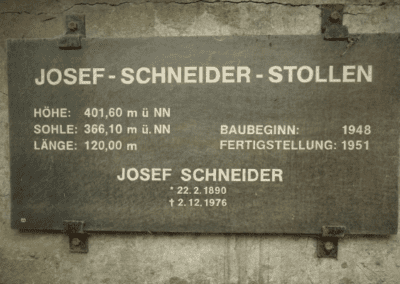 JOSEF - SCHNEIDER - STOLLEN
HÖHE: 401,60 m ü NN
SOHLE: 366,10 m ü. NN BAUBEGINN: 1948
LÄNGE: 120,00 m FERTIGSTELLUNG: 1951
JOSEF SCHNEIDER
* 22. 2. 1890
† 2. 12. 1976